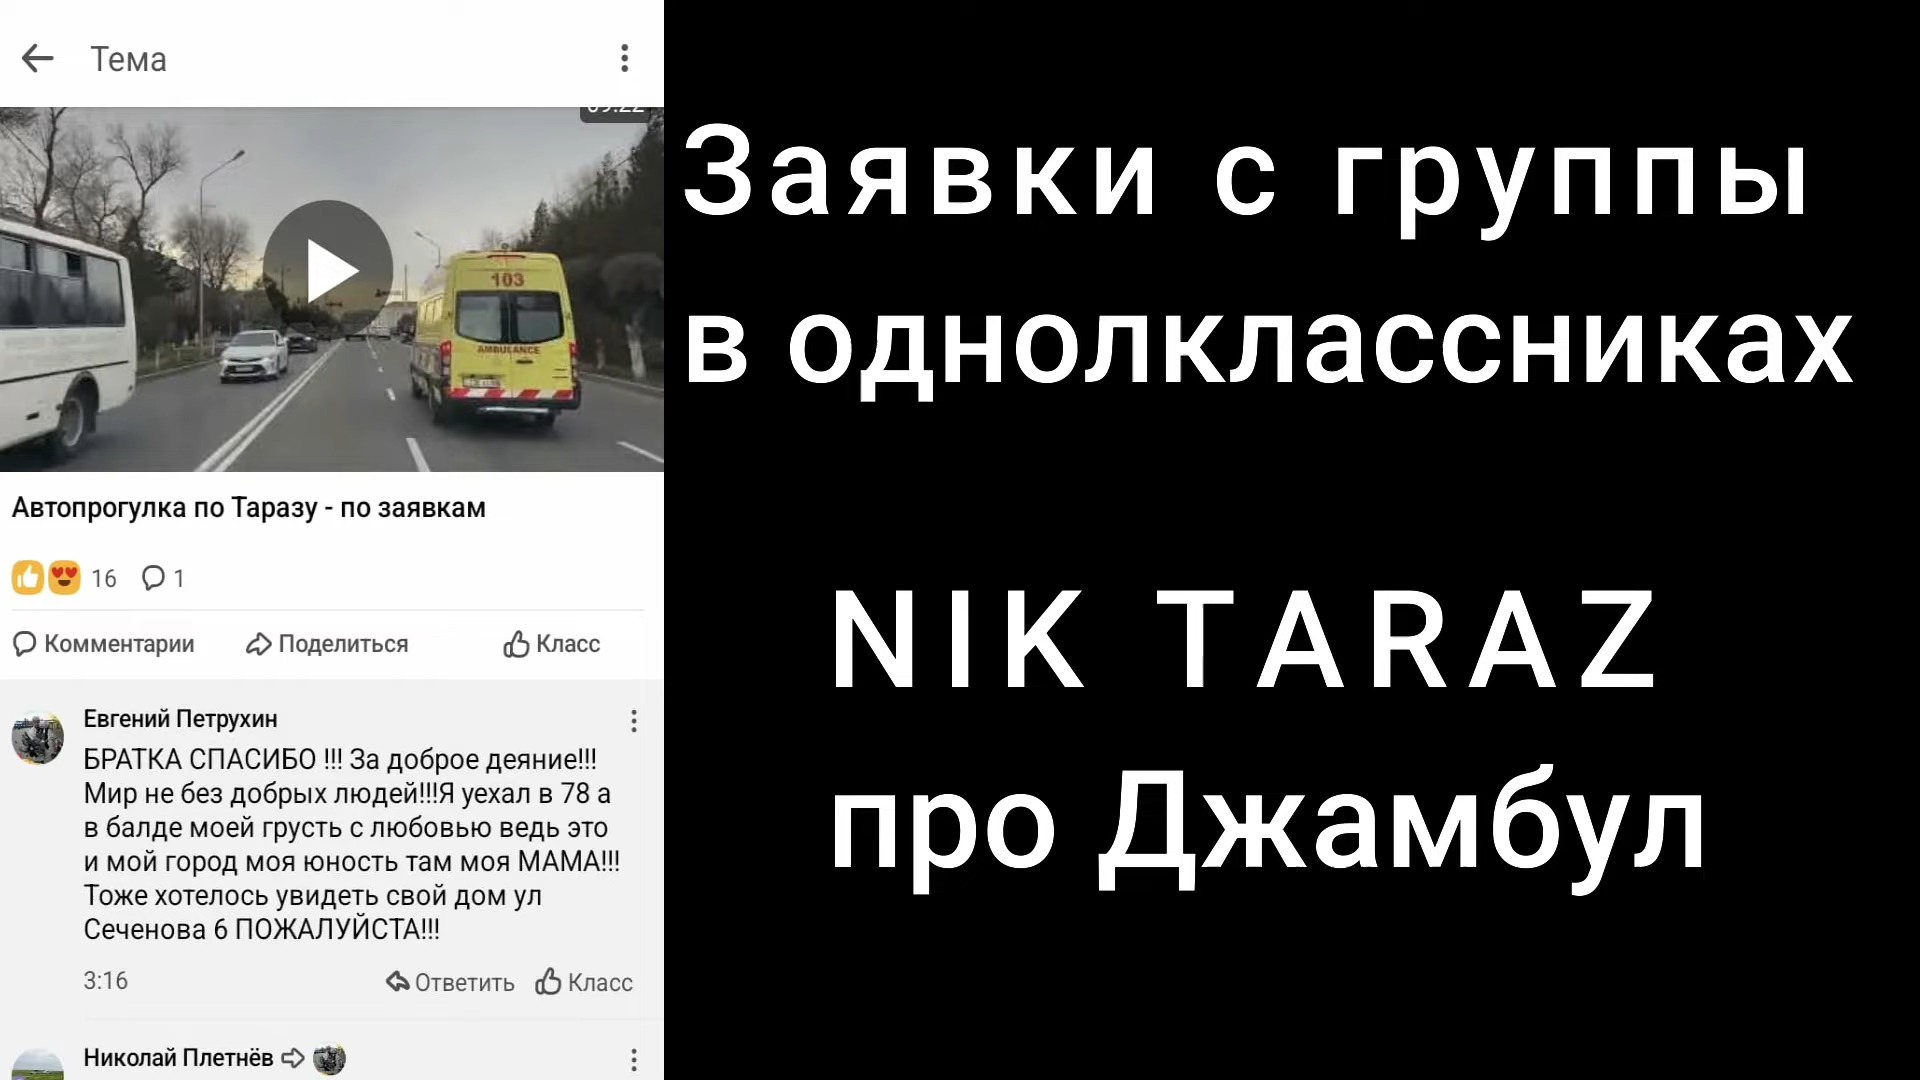 Тема
Автопрогулка по Таразу - по заявкам
16
1
Комментарии
Поделиться
Класс
Евгений Петрухин
БРАТКА СПАСИБО !!! За доброе деяние!!!
Мир не без добрых людей!!!Я уехал в 78 а
в балде моей грусть с любовью ведь это
и мой город моя юность там моя МАМА!!!
Тоже хотелось увидеть свой дом ул
Сеченова 6 ПОЖАЛУЙСТА!!!
3:16
Ответить
Класс
Николай Плетнёв
103
AMBULANCE
Заявки с группы
в однолклассниках
NIK TARAZ
про Джамбул